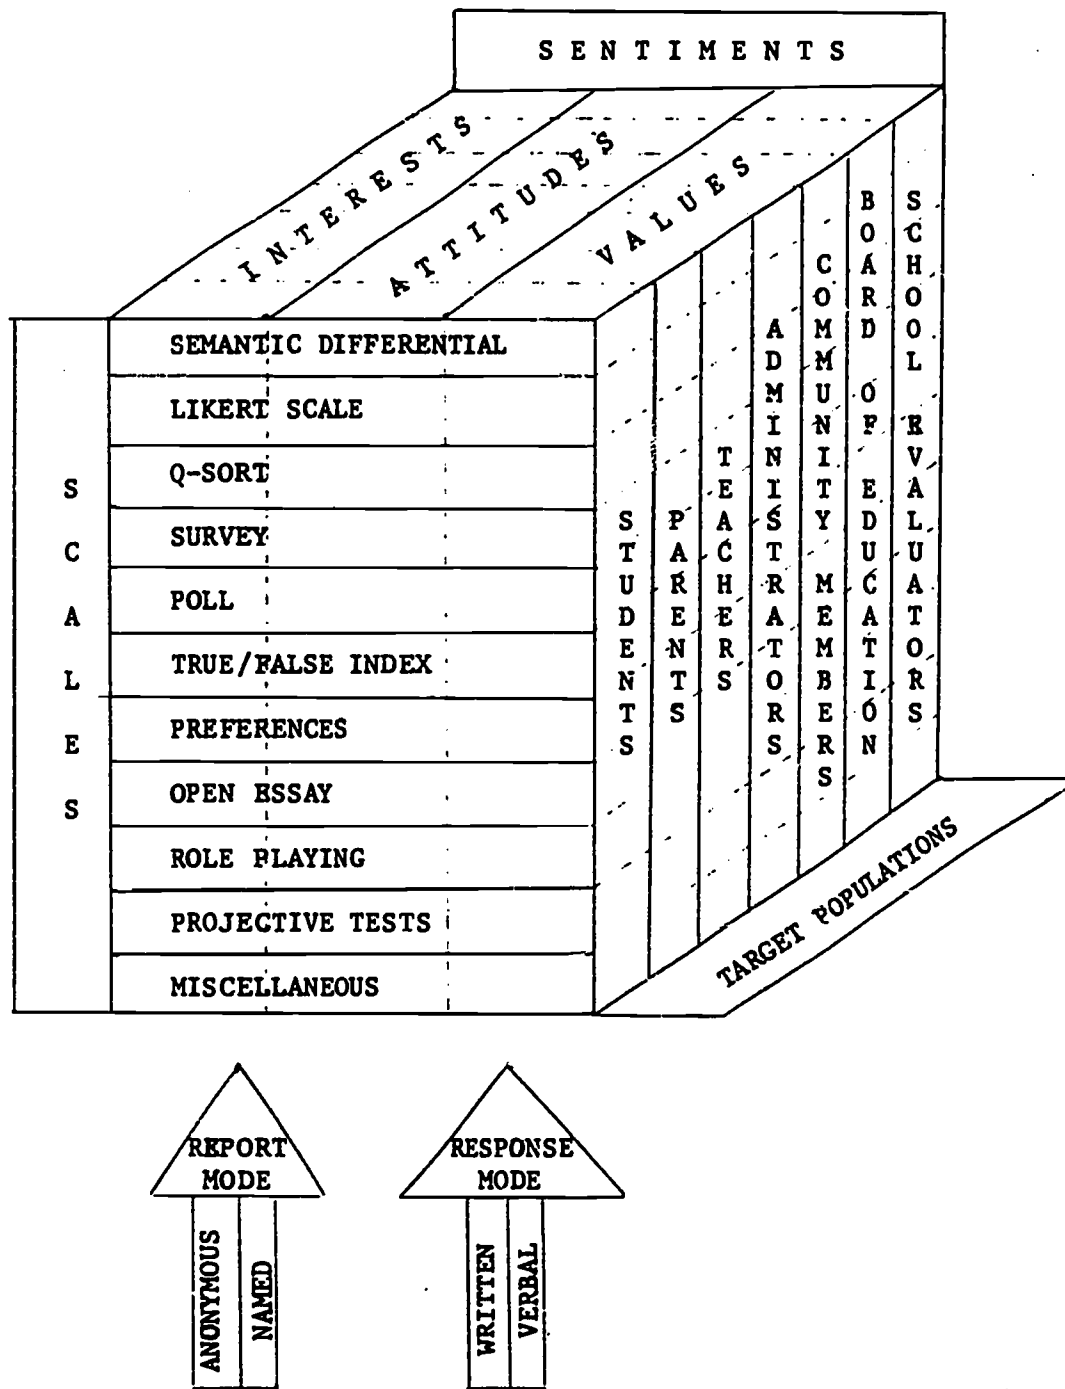 SENTIMENTS
INTERESTS
ATTITUDES
VALUES
SCALES
SEMANTIC DIFFERENTIAL
LIKERT SCALE
Q-SORT
SURVEY
POLL
TRUE/FALSE INDEX
PREFERENCES
OPEN ESSAY
ROLE PLAYING
PROJECTIVE TESTS
MISCELLANEOUS
STUDENTS
PARENTS
TEACHERS
ADMINISTRATORS
COMMUNITY MEMBERS
BOARD OF EDUCATION
SCHOOL EVALUATORS
TARGET POPULATIONS
REPORT
MODE
ANONYMOUS
NAMED
RESPONSE
MODE
WRITTEN
VERBAL